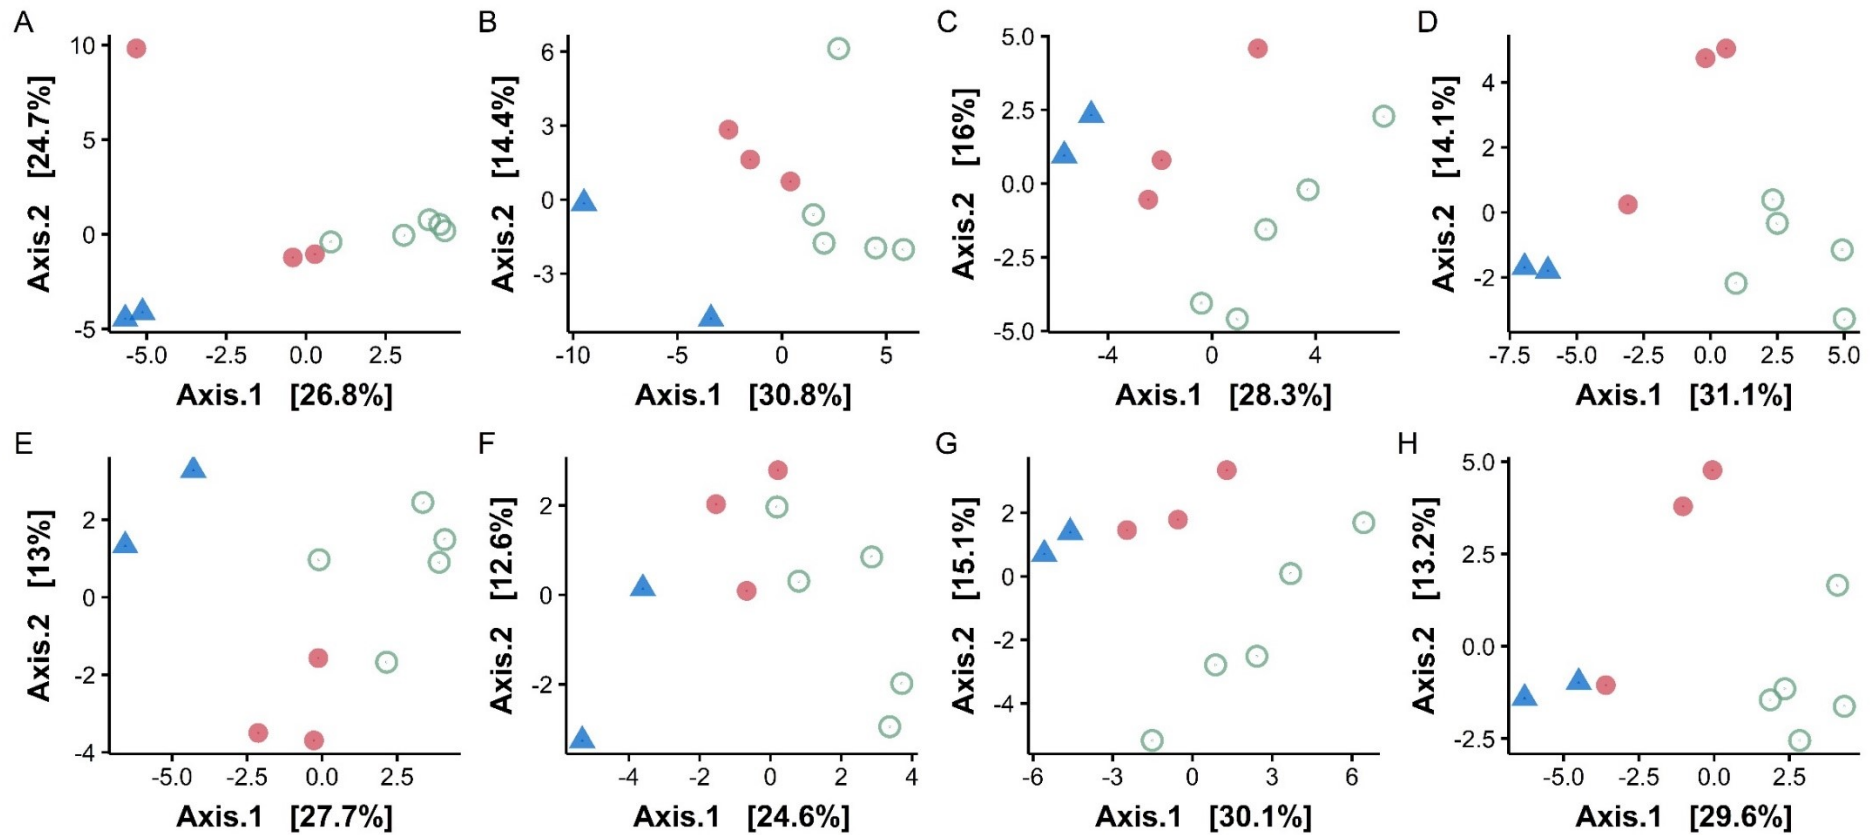 A
Axis.2 [24.7%]
10
5
0
-5
-5.0 -2.5 0.0 2.5
Axis.1 [26.8%]
B
Axis.2 [14.4%]
6
3
0
-3
-10 -5 0 5
Axis.1 [30.8%]
C
Axis.2 [16%]
5.0
2.5
0.0
-2.5
-5.0
-4 0 4
Axis.1 [28.3%]
D
Axis.2 [14.1%]
4
2
0
-2
-7.5 -5.0 -2.5 0.0 2.5 5.0
Axis.1 [31.1%]
E
Axis.2 [13%]
2
0
-2
-4
-5.0 -2.5 0.0 2.5
Axis.1 [27.7%]
F
Axis.2 [12.6%]
2
0
-2
-4 -2 0 2 4
Axis.1 [24.6%]
G
Axis.2 [15.1%]
2
0
-2
-4
-6 -3 0 3 6
Axis.1 [30.1%]
H
Axis.2 [13.2%]
5.0
2.5
0.0
-2.5
-5.0 -2.5 0.0 2.5
Axis.1 [29.6%]